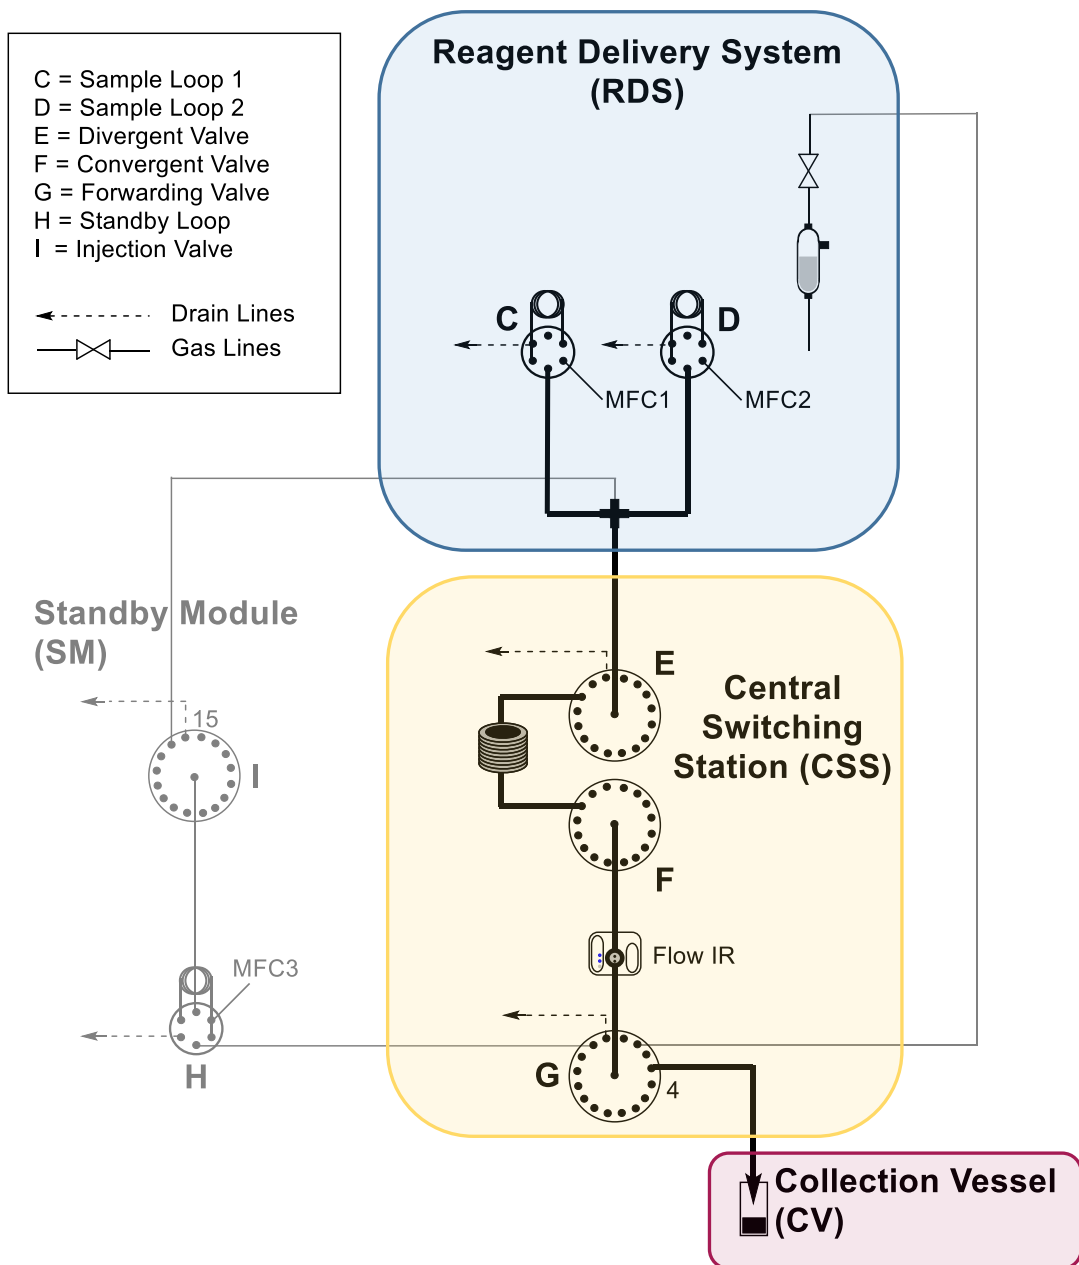 Reagent Delivery System
(RDS)
C = Sample Loop 1
D = Sample Loop 2
E = Divergent Valve
F = Convergent Valve
G = Forwarding Valve
H = Standby Loop
I = Injection Valve
Drain Lines
Gas Lines
C
D
MFC1
MFC2
Standby Module
(SM)
15
I
MFC3
H
E
Central
Switching
Station (CSS)
F
Flow IR
G
4
Collection Vessel
(CV)